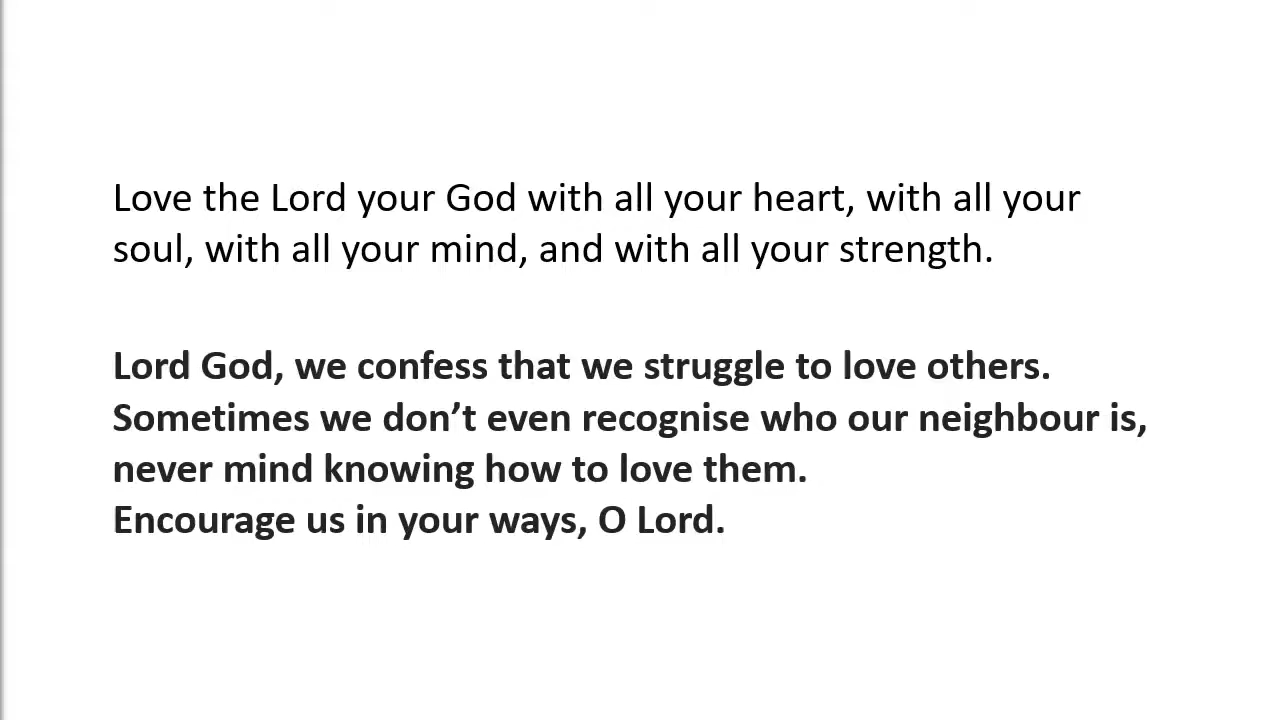 Love the Lord your God with all your heart, with all your
soul, with all your mind, and with all your strength.
Lord God, we confess that we struggle to love others.
Sometimes we don’t even recognise who our neighbour is,
never mind knowing how to love them.
Encourage us in your ways, O Lord.